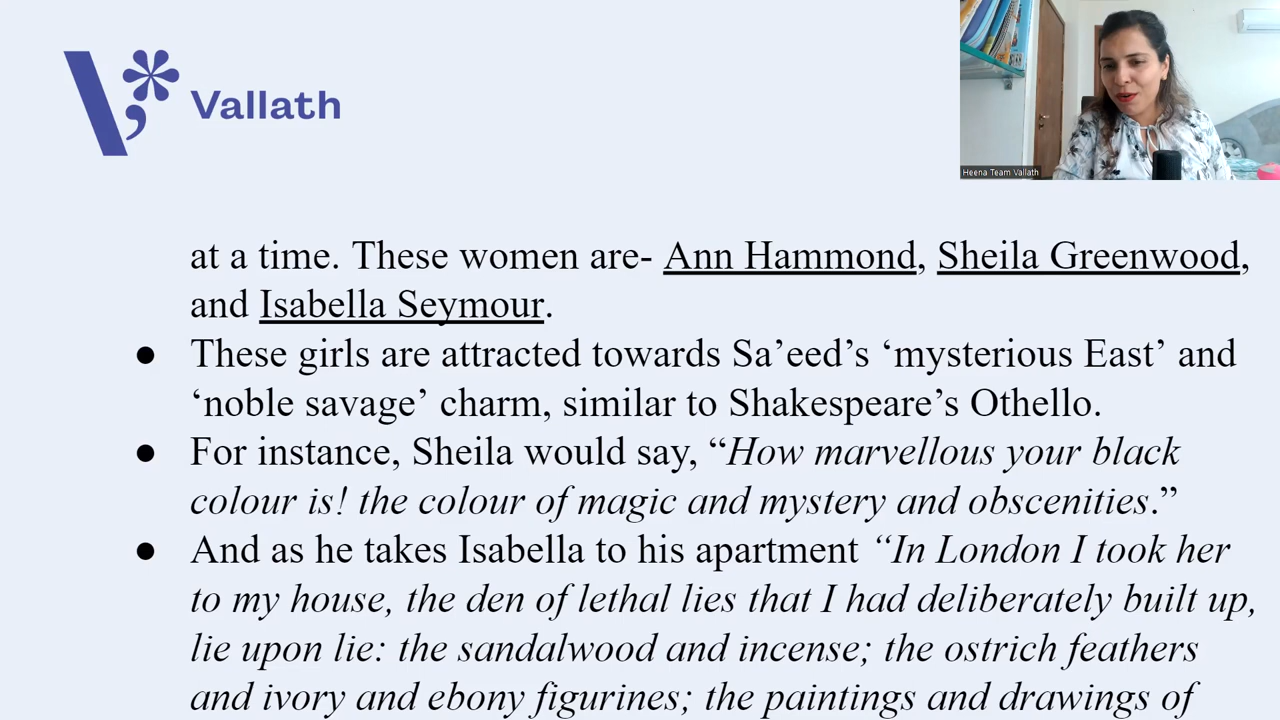 Vallath
Heena Team Vallath
at a time. These women are- Ann Hammond, Sheila Greenwood,
and Isabella Seymour.
● These girls are attracted towards Sa’eed’s ‘mysterious East’ and
‘noble savage’ charm, similar to Shakespeare’s Othello.
● For instance, Sheila would say, “How marvellous your black
colour is! the colour of magic and mystery and obscenities.”
● And as he takes Isabella to his apartment “In London I took her
to my house, the den of lethal lies that I had deliberately built up,
lie upon lie: the sandalwood and incense; the ostrich feathers
and ivory and ebony figurines; the paintings and drawings of